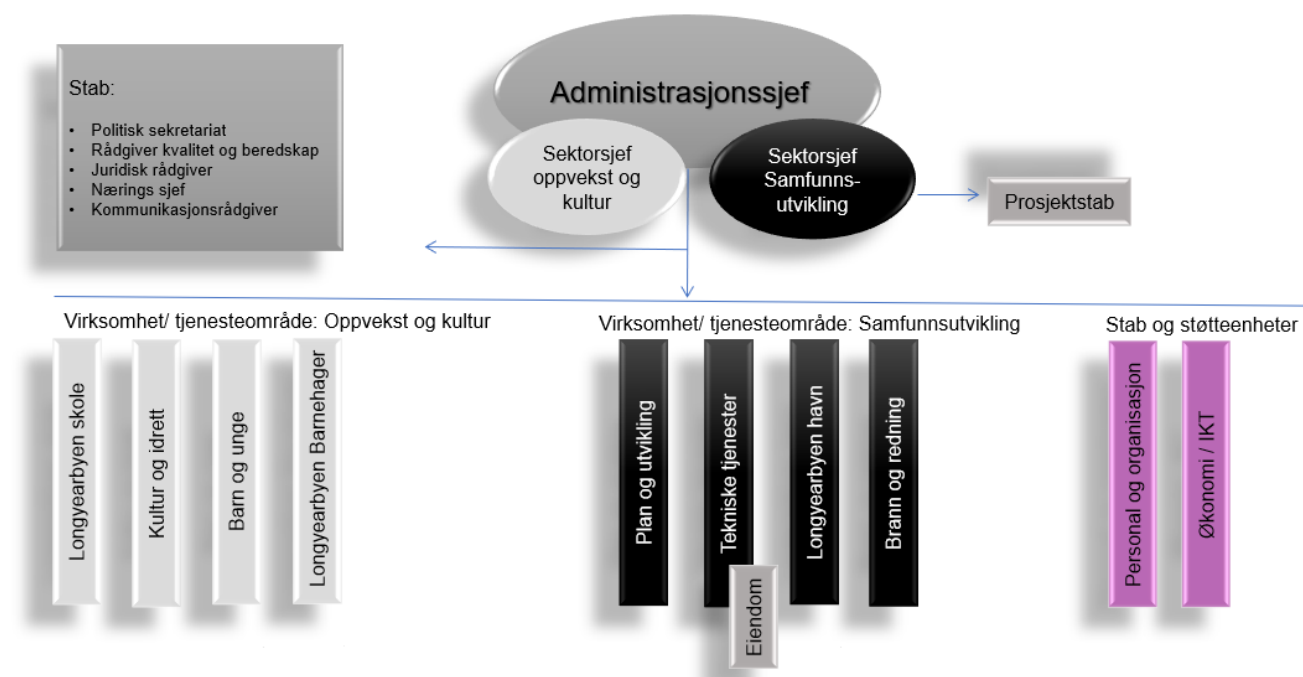 Stab:
• Politisk sekretariat
• Rådgiver kvalitet og beredskap
• Juridisk rådgiver
• Nærings sjef
• Kommunikasjonsrådgiver
Administrasjonssjef
Sektorsjef
oppvekst og
kultur
Sektorsjef
Samfunns-
utvikling
Prosjektstab
Virksomhet/ tjenesteområde: Oppvekst og kultur
Longyearbyen skole
Kultur og idrett
Barn og unge
Longyearbyen Barnehager
Virksomhet/ tjenesteområde: Samfunnsutvikling
Plan og utvikling
Tekniske tjenester
Eiendom
Longyearbyen havn
Brann og redning
Stab og støtteenheter
Personal og organisasjon
Økonomi / IKT